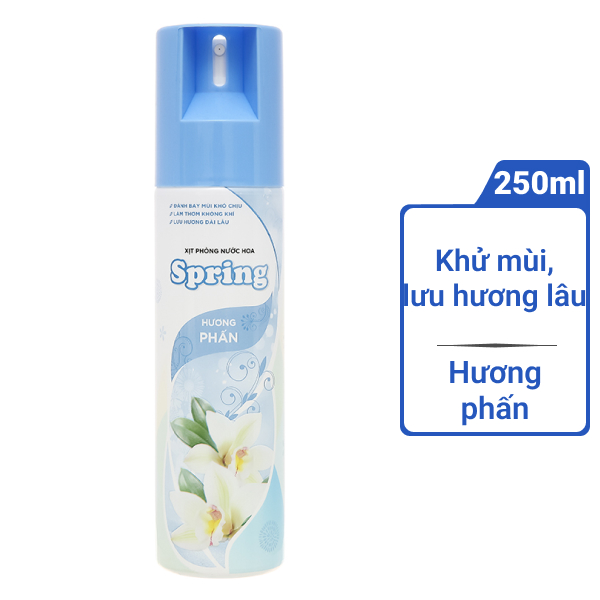 ✓ ĐÁNH BAY MÙI KHÓ CHỊU
✓ LÀM THƠM KHÔNG KHÍ
✓ LƯU HƯƠNG DÀI LÂU
XỊT PHÒNG NƯỚC HOA
Spring
HƯƠNG
PHẤN
250ml
Khử mùi,
lưu hương lâu
Hương
phấn